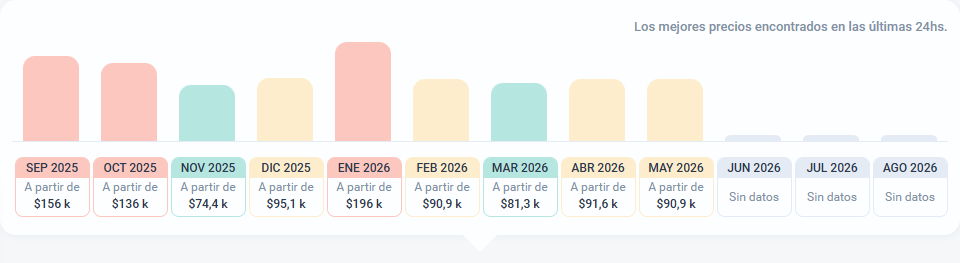 Los mejores precios encontrados en las últimas 24hs.
SEP 2025
A partir de
$156 k
OCT 2025
A partir de
$136 k
NOV 2025
A partir de
$74,4 k
DIC 2025
A partir de
$95,1 k
ENE 2026
A partir de
$196 k
FEB 2026
A partir de
$90,9 k
MAR 2026
A partir de
$81,3 k
ABR 2026
A partir de
$91,6 k
MAY 2026
A partir de
$90,9 k
JUN 2026
Sin datos
JUL 2026
Sin datos
AGO 2026
Sin datos